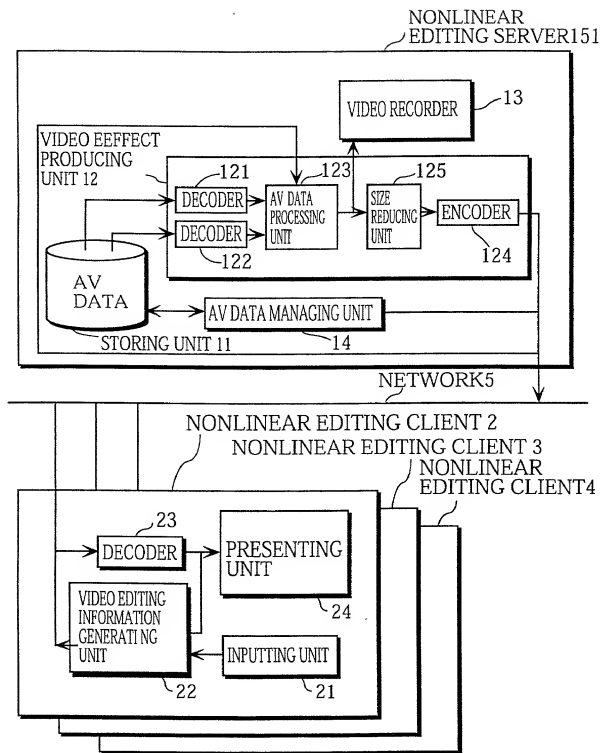 NONLINEAR
EDITING SERVER151
VIDEO RECORDER
13
VIDEO EEFFECT
PRODUCING
UNIT 12
121
123
125
DECODER
AV DATA
PROCESSING
UNIT
SIZE
REDUCING
UNIT
ENCODER
DECODER
122
124
AV
DATA
AV DATA MANAGING UNIT
STORING UNIT 11
14
NETWORK5
NONLINEAR EDITING CLIENT 2
NONLINEAR EDITING CLIENT 3
NONLINEAR
EDITING CLIENT4
23
DECODER
PRESENTING
UNIT
24
VIDEO EDITING
INFORMATION
GENERATING
UNIT
INPUTTING UNIT
22
21